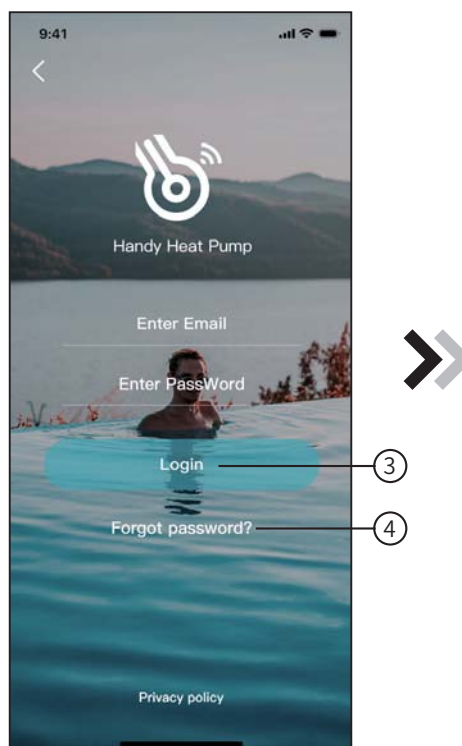 9:41
Handy Heat Pump
Enter Email
Enter PassWord
Login
3
Forgot password?
4
Privacy policy